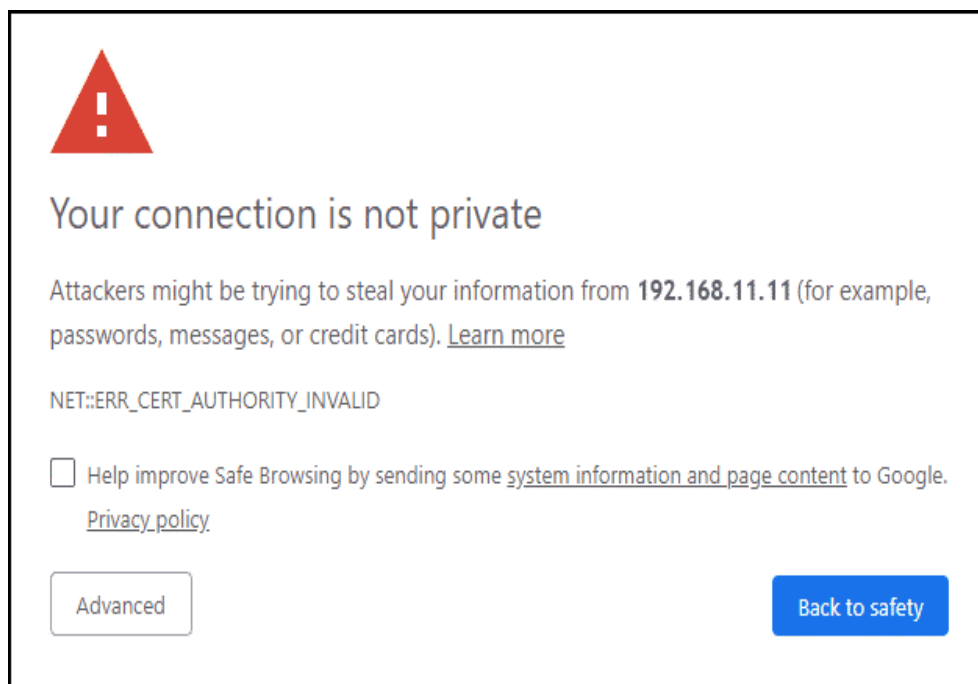 Your connection is not private
Attackers might be trying to steal your information from 192.168.11.11 (for example,
passwords, messages, or credit cards). Learn more
NET::ERR_CERT_AUTHORITY_INVALID
Help improve Safe Browsing by sending some system information and page content to Google.
Privacy policy
Advanced
Back to safety